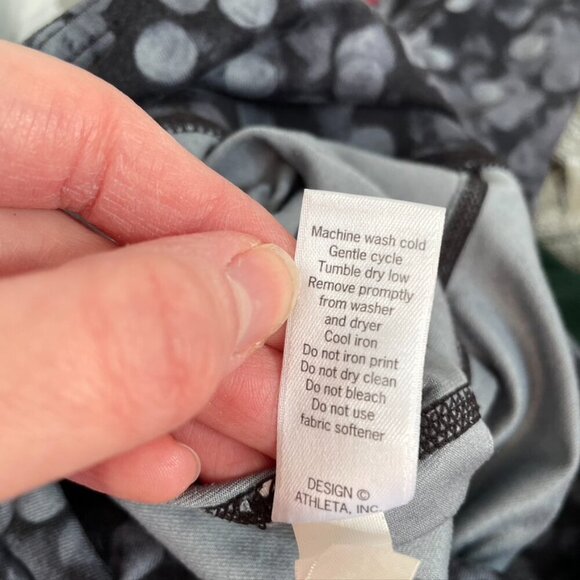 Machine wash cold
Gentle cycle
Tumble dry low
Remove promptly
from washer
and dryer
Cool iron
Do not iron print
Do not dry clean
Do not bleach
Do not use
fabric softener
DESIGN ©
ATHLETA, INC.